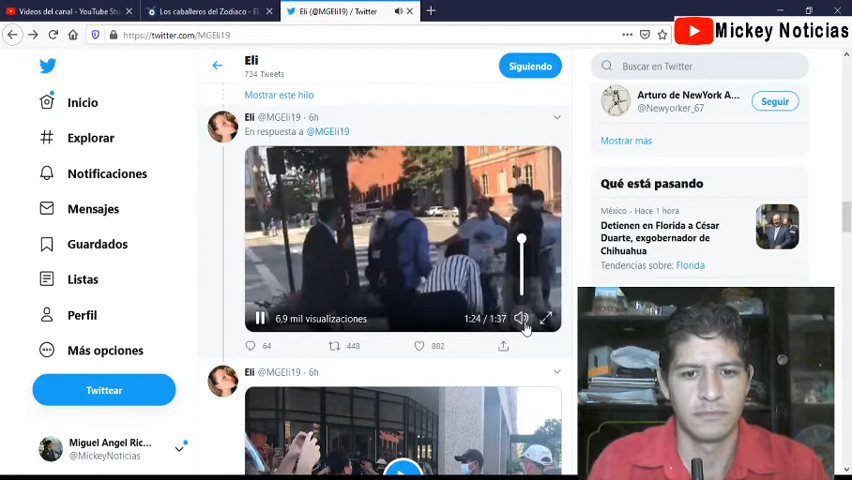 Videos del canal - YouTube Stu
Los caballeros del Zodiaco - El
Eli (@MGEli19) / Twitter
https://twitter.com/MGEli19
Mickey Noticias
Inicio
Explorar
Notificaciones
Mensajes
Guardados
Listas
Perfil
Más opciones
Twittear
Miguel Angel Ric...
@MickeyNoticias
Eli
734 Tweets
Siguiendo
Mostrar este hilo
Eli @MGEli19 · 6h
En respuesta a @MGEli19
6,9 mil visualizaciones
1:24 / 1:37
64
448
882
Eli @MGEli19 · 6h
Buscar en Twitter
Arturo de NewYork A...
@Newyorker_67
Seguir
Mostrar más
Qué está pasando
México · Hace 1 hora
Detienen en Florida a César
Duarte, exgobernador de
Chihuahua
Tendencias sobre: Florida